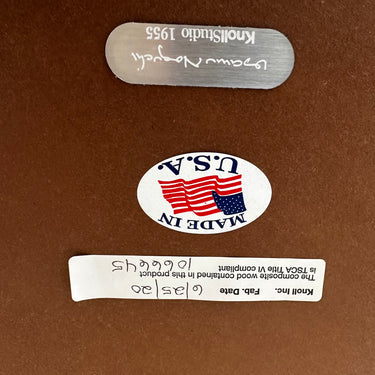 Knoll Inc. Fab. Date 6/25/20
The composite wood contained in this product
is TSCA Title VI compliant 106645
MADE IN
U.S.A.
Isamu Noguchi
KnollStudio 1955